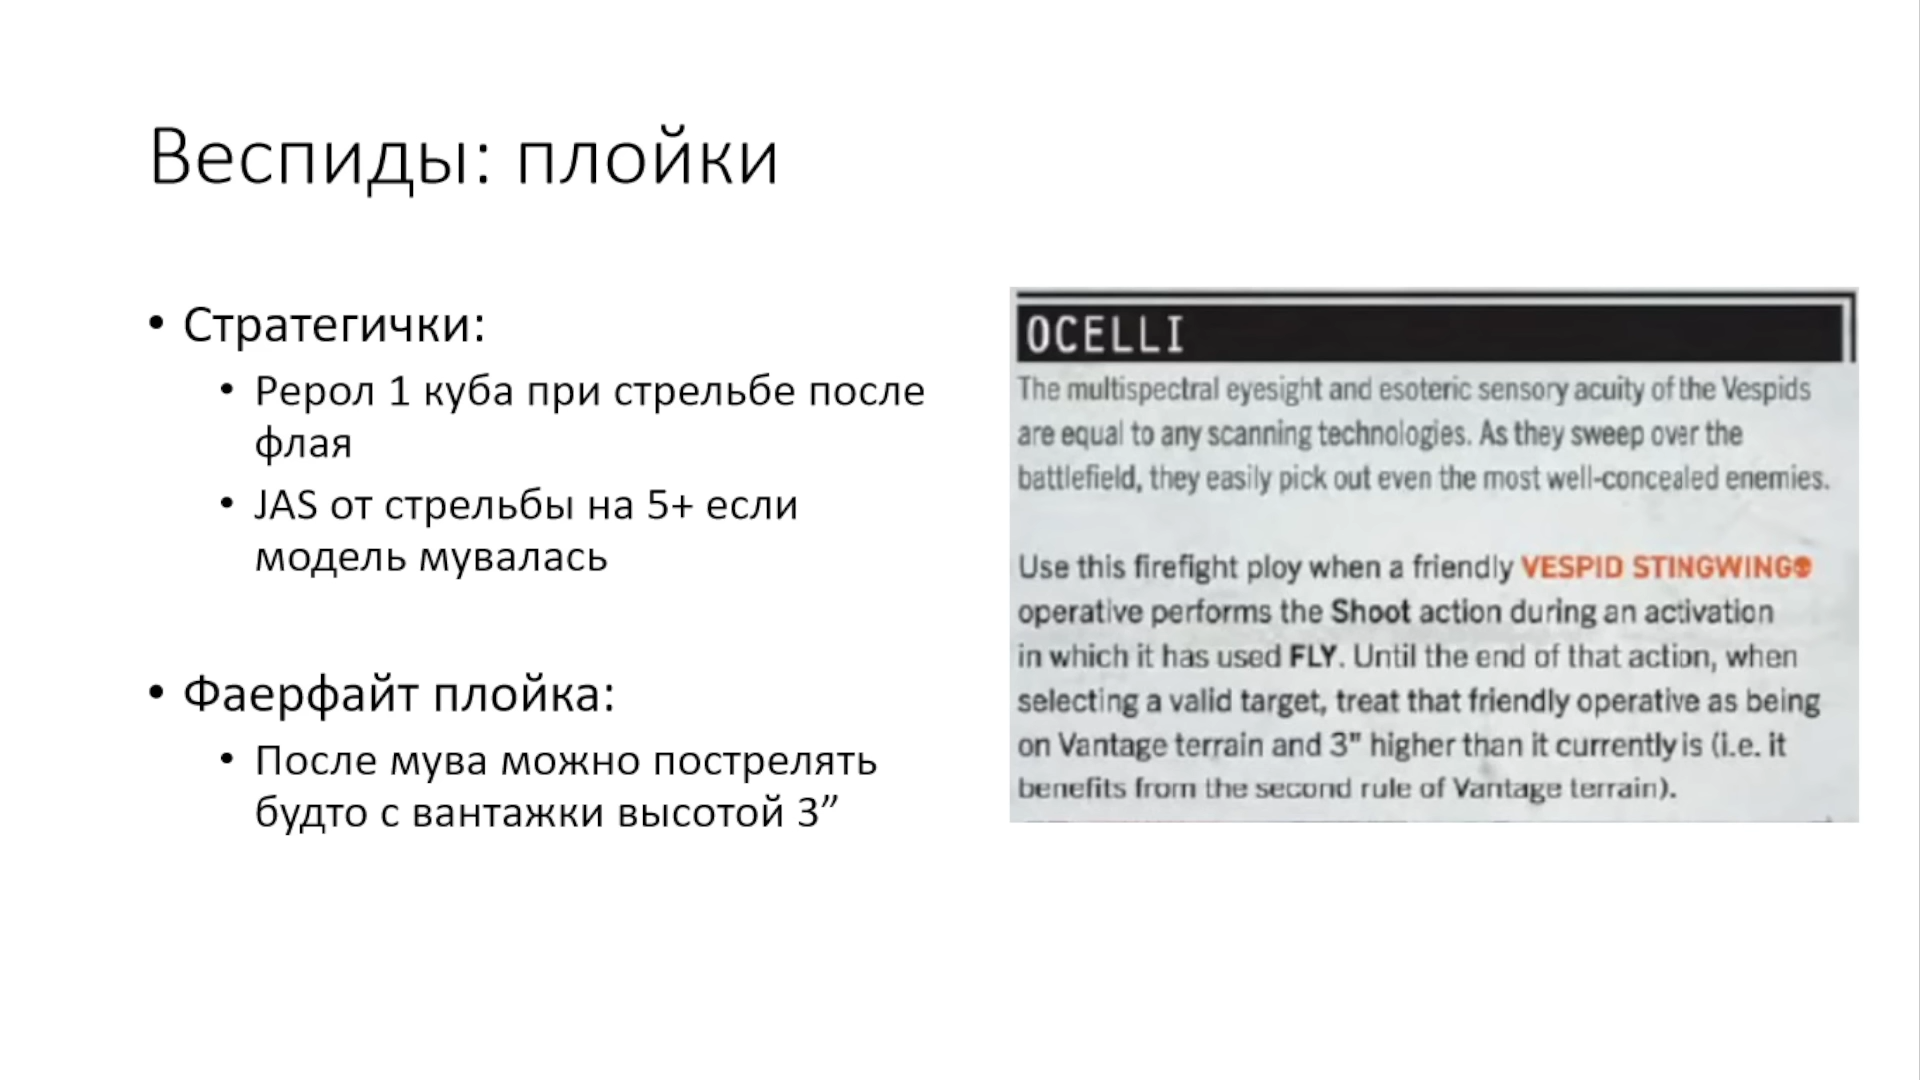 Веспиды: плойки
• Стратегички:
• Рерол 1 куба при стрельбе после
флая
• JAS от стрельбы на 5+ если
модель мувалась
• Фаерфайт плойка:
• После мува можно пострелять
будто с вантажки высотой 3”
OCELLI
The multispectral eyesight and esoteric sensory acuity of the Vespids
are equal to any scanning technologies. As they sweep over the
battlefield, they easily pick out even the most well-concealed enemies.
Use this firefight ploy when a friendly VESPID STINGWING
operative performs the Shoot action during an activation
in which it has used FLY. Until the end of that action, when
selecting a valid target, treat that friendly operative as being
on Vantage terrain and 3" higher than it currently is (i.e. it
benefits from the second rule of Vantage terrain).